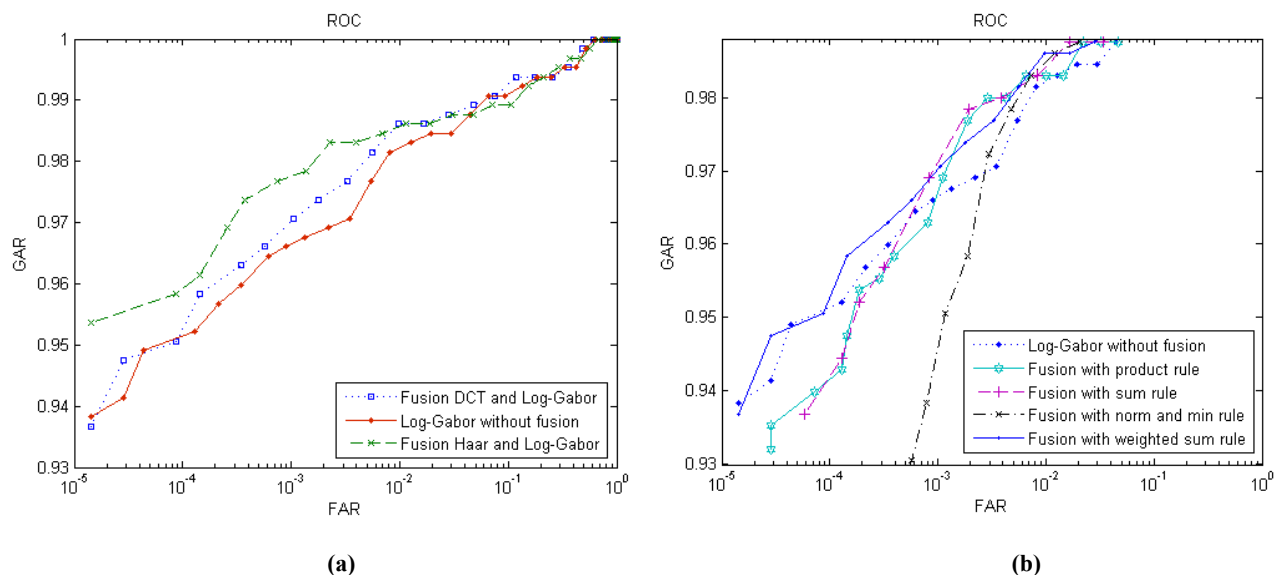 ROC
1
0.99
0.98
0.97
0.96
0.95
0.94
0.93
GAR
10^-5
10^-4
10^-3
10^-2
10^-1
10^0
FAR
Fusion DCT and Log-Gabor
Log-Gabor without fusion
Fusion Haar and Log-Gabor
(a)
ROC
0.98
0.97
0.96
0.95
0.94
0.93
GAR
10^-5
10^-4
10^-3
10^-2
10^-1
10^0
FAR
Log-Gabor without fusion
Fusion with product rule
Fusion with sum rule
Fusion with norm and min rule
Fusion with weighted sum rule
(b)